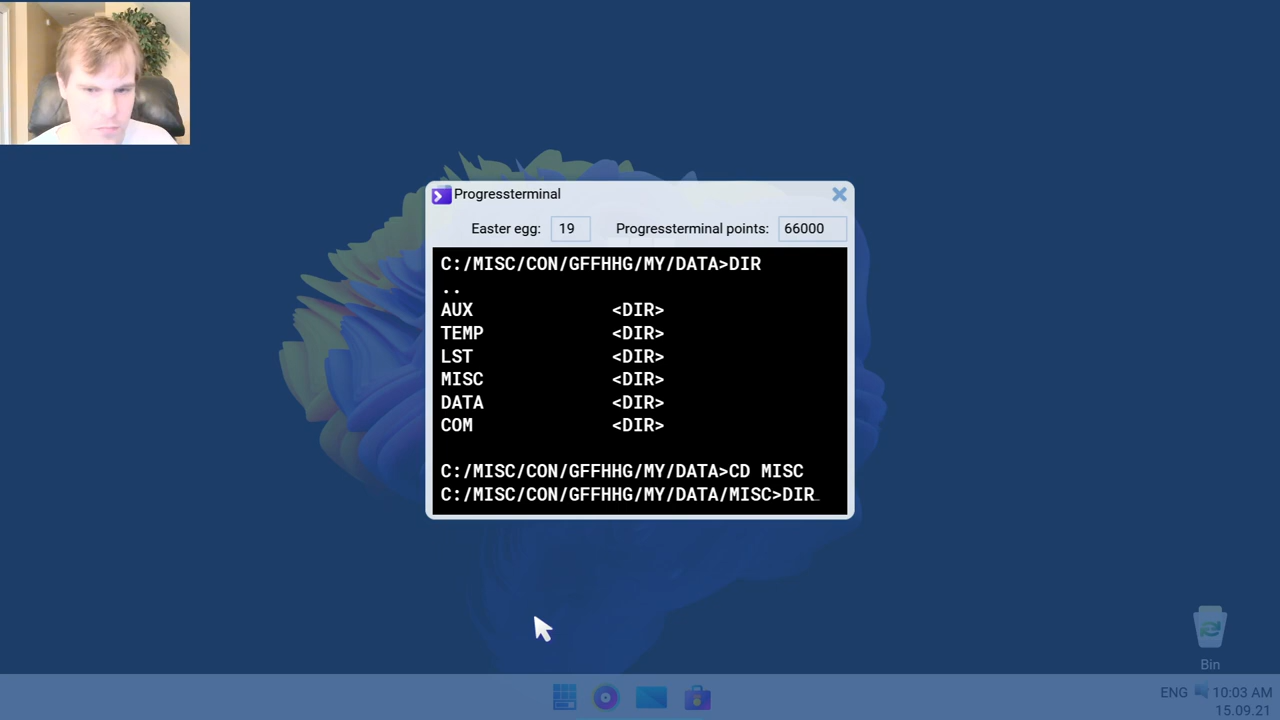 Progressterminal
Easter egg: 19 Progressterminal points: 66000
C:/MISC/CON/GFFHHG/MY/DATA>DIR
..
AUX <DIR>
TEMP <DIR>
LST <DIR>
MISC <DIR>
DATA <DIR>
COM <DIR>
C:/MISC/CON/GFFHHG/MY/DATA>CD MISC
C:/MISC/CON/GFFHHG/MY/DATA/MISC>DIR_
Bin
ENG 10:03 AM
15.09.21